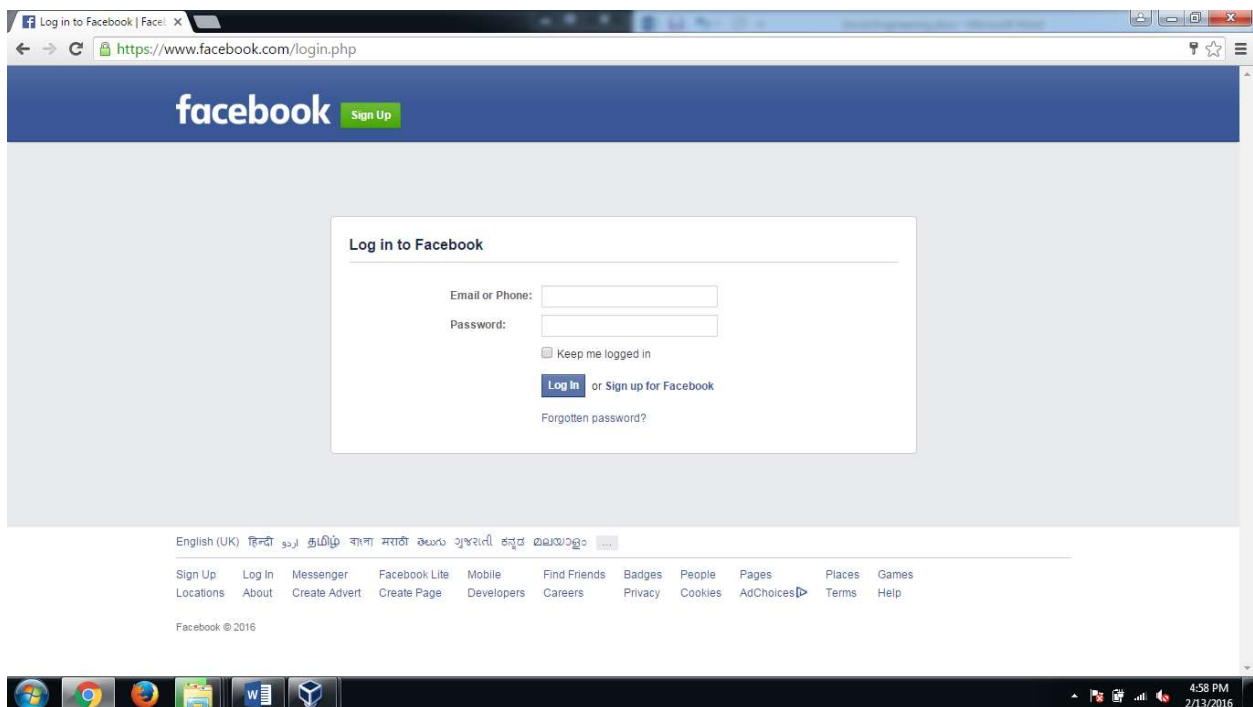 Log in to Facebook | Face
https://www.facebook.com/login.php
facebook Sign Up
Log in to Facebook
Email or Phone:
Password:
Keep me logged in
Log In or Sign up for Facebook
Forgotten password?
English (UK) हिन्दी اردو தமிழ் বাংলা मराठी తెలుగు ગુજરાતી ಕನ್ನಡ മലയാളം ...
Sign Up Log In Messenger Facebook Lite Mobile Find Friends Badges People Pages Places Games
Locations About Create Advert Create Page Developers Careers Privacy Cookies AdChoices Terms Help
Facebook © 2016
4:58 PM
2/13/2016